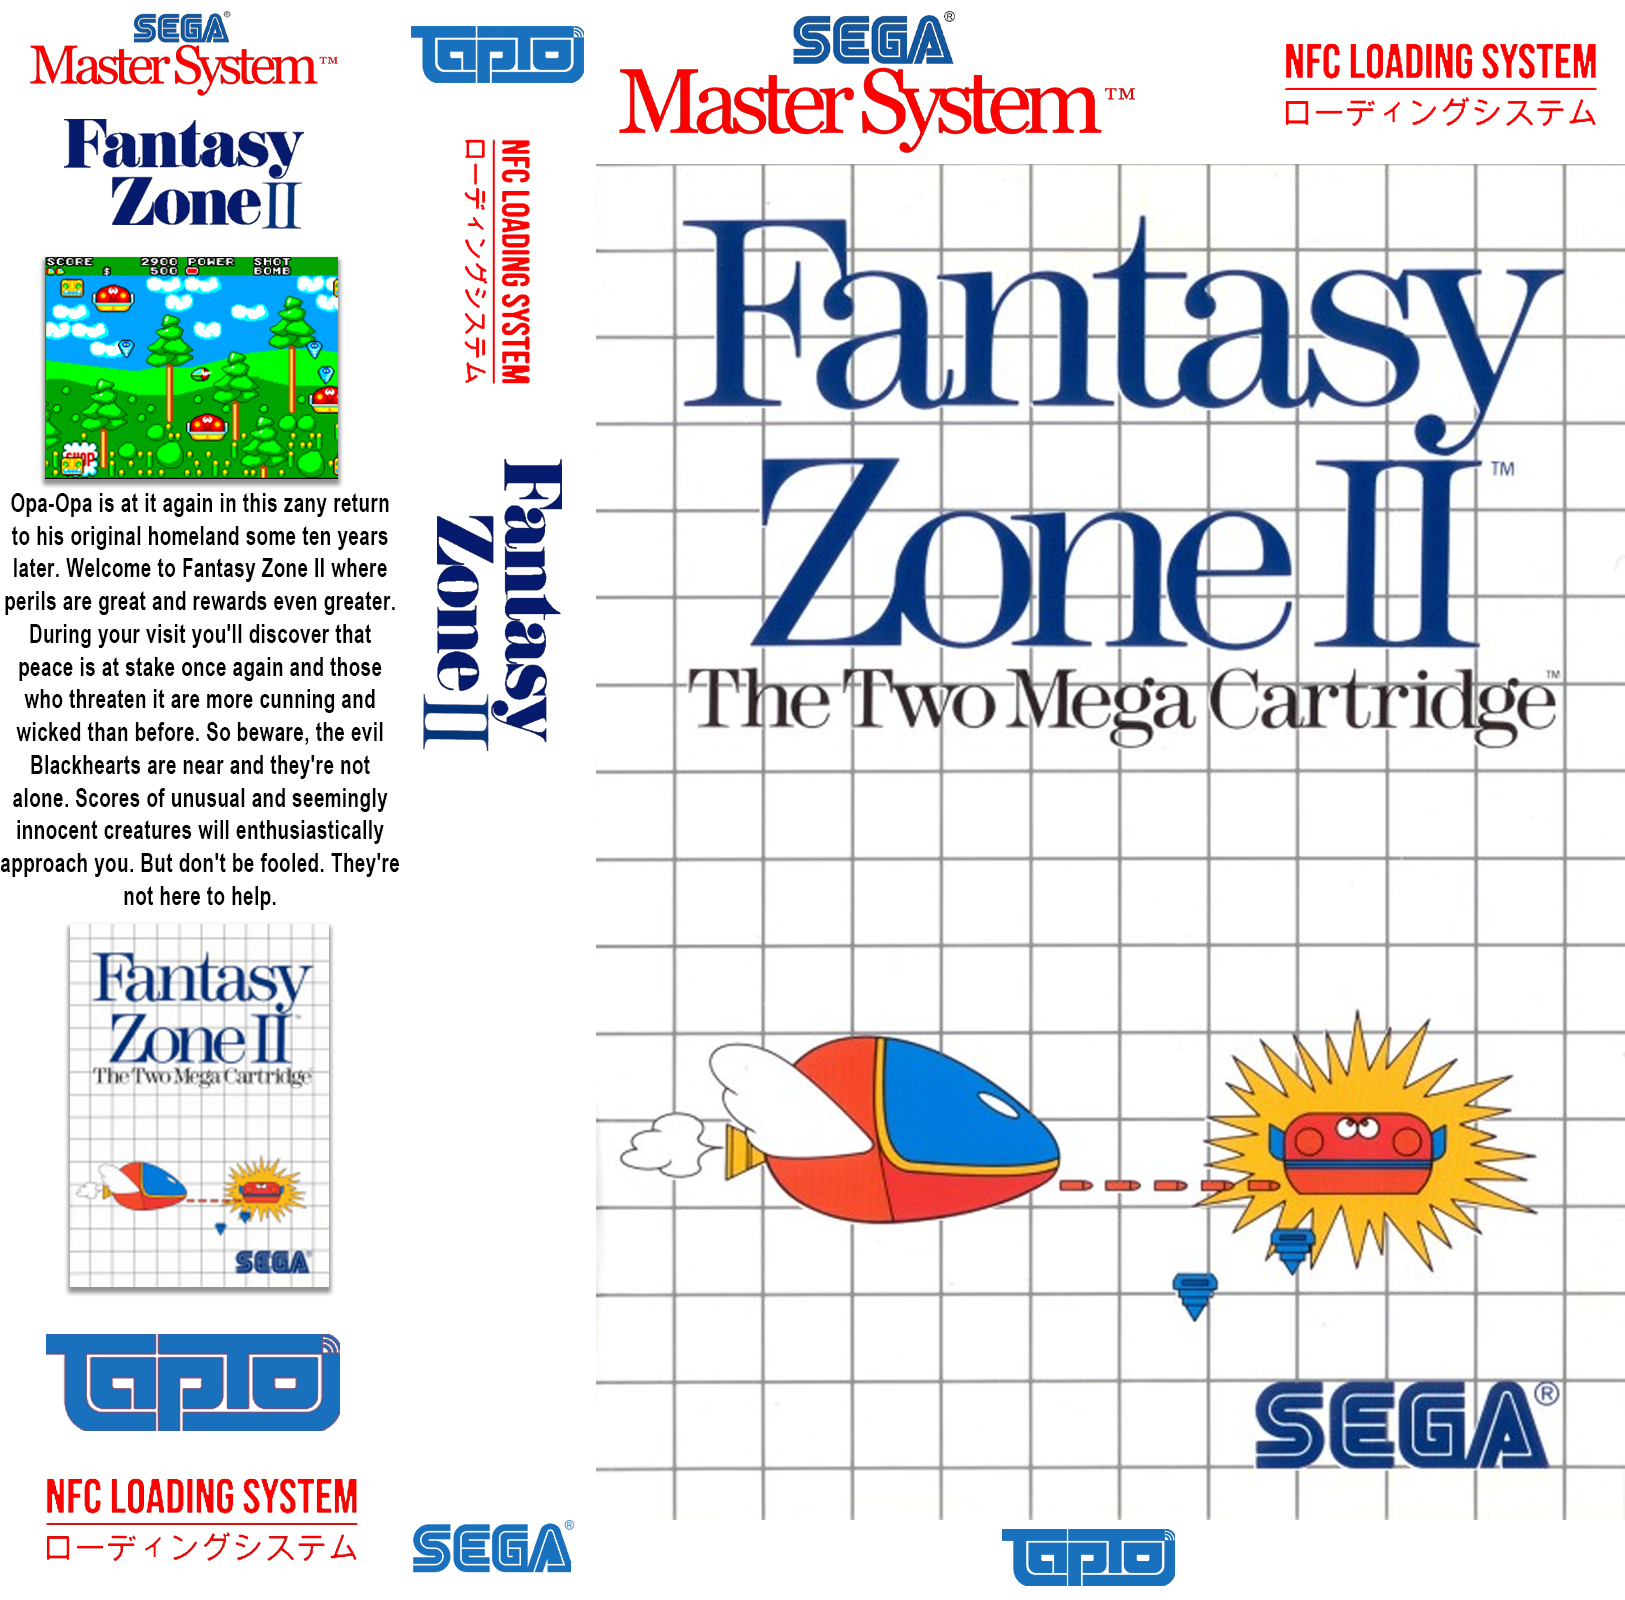 SEGA®
Master System™
Fantasy
Zone II
SCORE 2900 POWER SHOT
$ 500 BOMB
SHOP
Opa-Opa is at it again in this zany return
to his original homeland some ten years
later. Welcome to Fantasy Zone II where
perils are great and rewards even greater.
During your visit you'll discover that
peace is at stake once again and those
who threaten it are more cunning and
wicked than before. So beware, the evil
Blackhearts are near and they're not
alone. Scores of unusual and seemingly
innocent creatures will enthusiastically
approach you. But don't be fooled. They're
not here to help.
Fantasy
Zone II™
The Two Mega Cartridge™
SEGA®
TapTo
NFC LOADING SYSTEM
ローディングシステム
TapTo
NFC LOADING SYSTEM
ローディングシステム
Fantasy
Zone II
SEGA®
SEGA®
Master System™
NFC LOADING SYSTEM
ローディングシステム
Fantasy
Zone II™
The Two Mega Cartridge™
SEGA®
TapTo